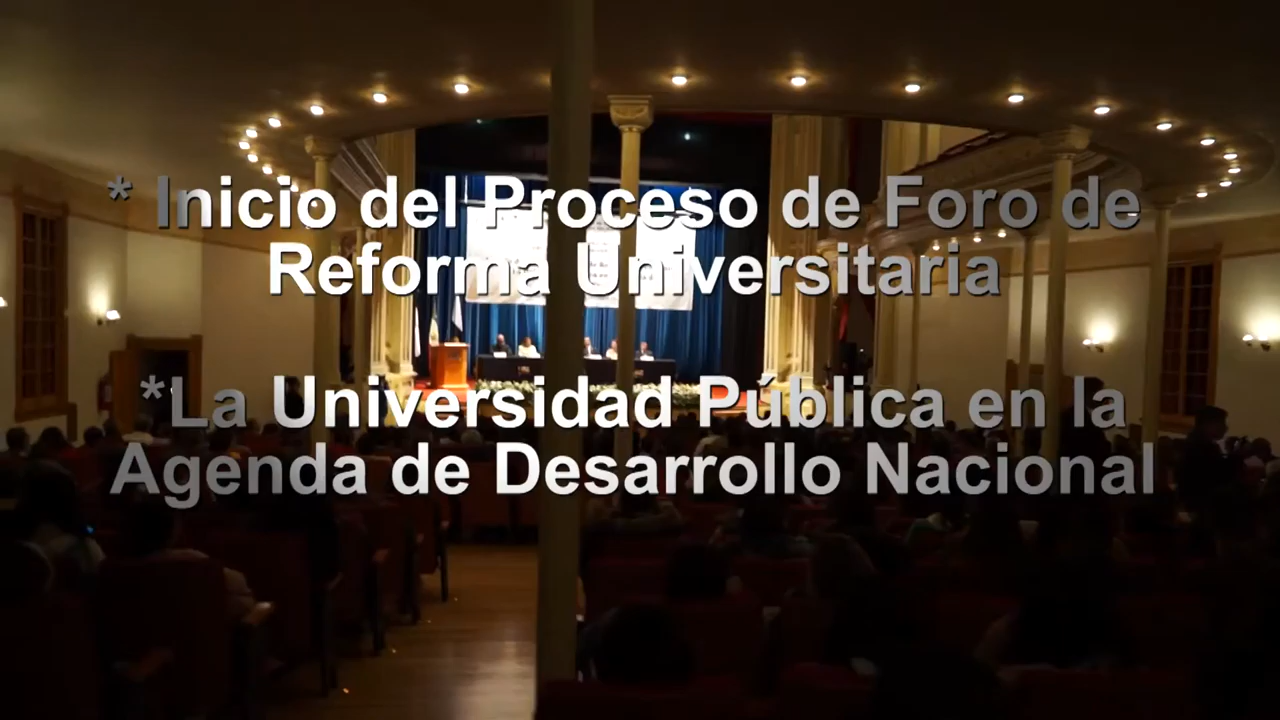 * Inicio del Proceso de Foro de
Reforma Universitaria
*La Universidad Pública en la
Agenda de Desarrollo Nacional